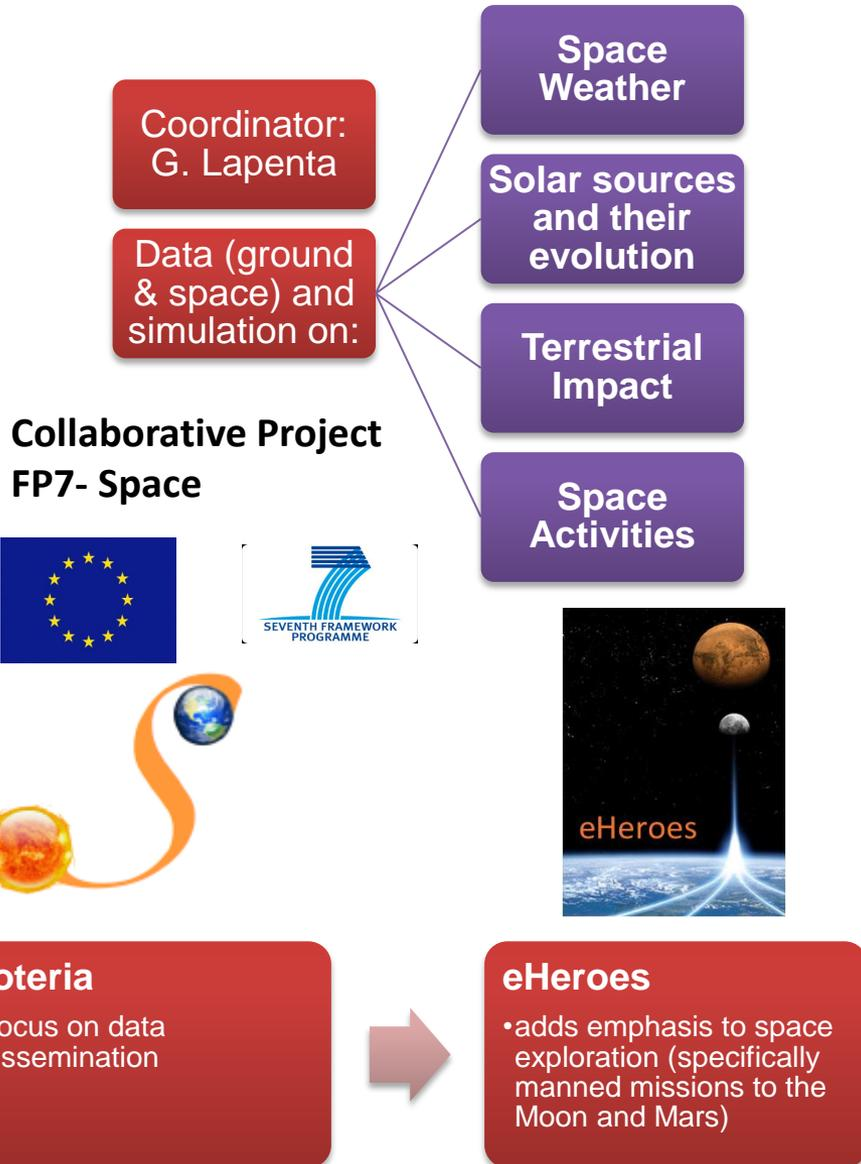 Coordinator:
G. Lapenta
Data (ground
& space) and
simulation on:
Space
Weather
Solar sources
and their
evolution
Terrestrial
Impact
Space
Activities
Collaborative Project
FP7- Space
7
SEVENTH FRAMEWORK
PROGRAMME
S
eHeroes
oteria
ocus on data
ssemination
eHeroes
•adds emphasis to space
exploration (specifically
manned missions to the
Moon and Mars)